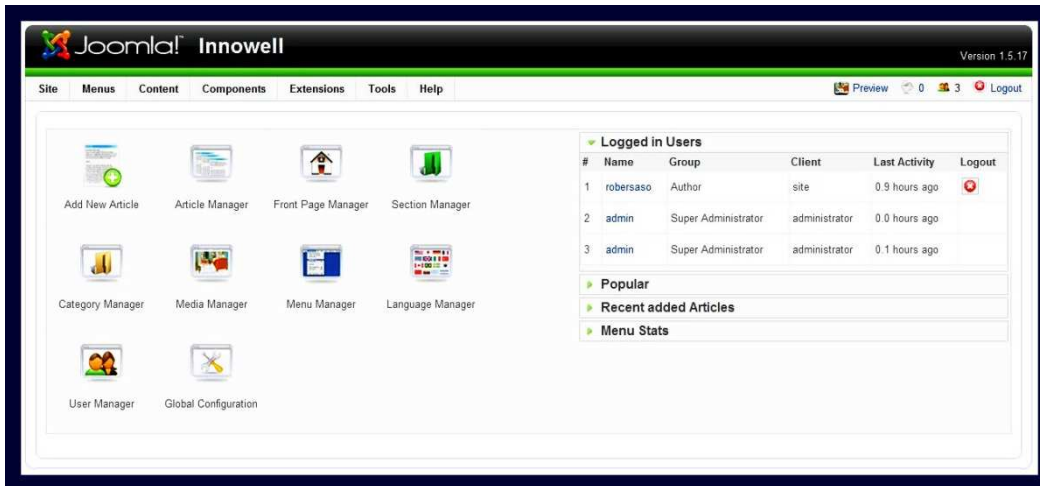 Joomla!™ Innowell
Version 1.5.17
Site Menus Content Components Extensions Tools Help Preview 0 3 Logout
Add New Article Article Manager Front Page Manager Section Manager
Category Manager Media Manager Menu Manager Language Manager
User Manager Global Configuration
Logged in Users
# Name Group Client Last Activity Logout
1 robersaso Author site 0.9 hours ago
2 admin Super Administrator administrator 0.0 hours ago
3 admin Super Administrator administrator 0.1 hours ago
Popular
Recent added Articles
Menu Stats